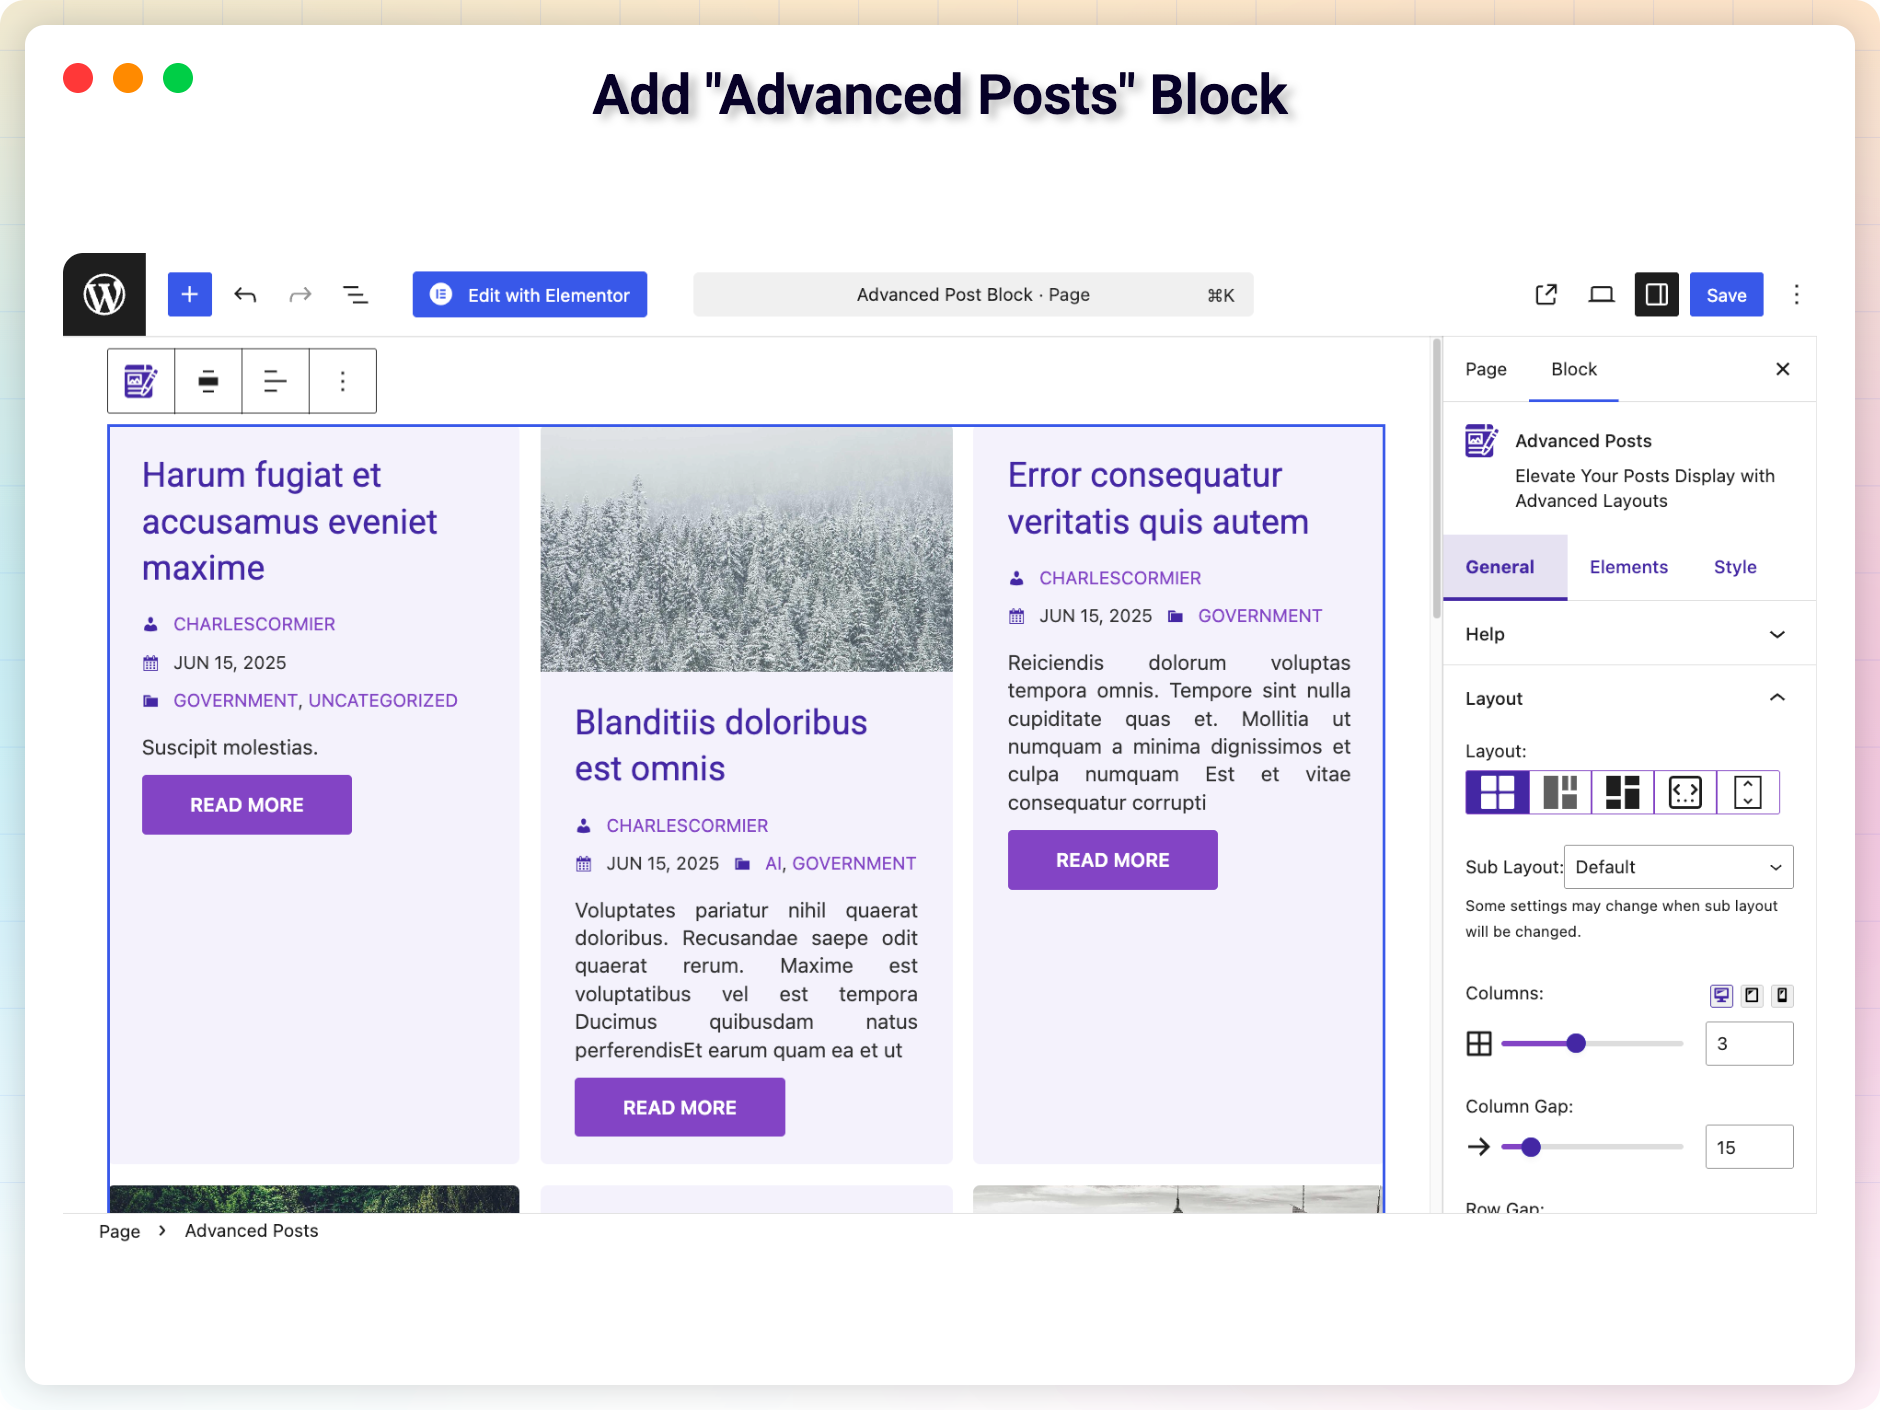 Add "Advanced Posts" Block
Edit with Elementor
Advanced Post Block · Page
⌘K
Save
Harum fugiat et
accusamus eveniet
maxime
CHARLESCORMIER
JUN 15, 2025
GOVERNMENT, UNCATEGORIZED
Suscipit molestias.
READ MORE
Blanditiis doloribus
est omnis
CHARLESCORMIER
JUN 15, 2025 AI, GOVERNMENT
Voluptates pariatur nihil quaerat
doloribus. Recusandae saepe odit
quaerat rerum. Maxime est
voluptatibus vel est tempora
Ducimus quibusdam natus
perferendisEt earum quam ea et ut
READ MORE
Error consequatur
veritatis quis autem
CHARLESCORMIER
JUN 15, 2025 GOVERNMENT
Reiciendis dolorum voluptas
tempora omnis. Tempore sint nulla
cupiditate quas et. Mollitia ut
numquam a minima dignissimos et
culpa numquam Est et vitae
consequatur corrupti
READ MORE
Page Block
Advanced Posts
Elevate Your Posts Display with
Advanced Layouts
General Elements Style
Help
Layout
Layout:
Sub Layout: Default
Some settings may change when sub layout
will be changed.
Columns:
3
Column Gap:
15
Row Gap:
Page › Advanced Posts